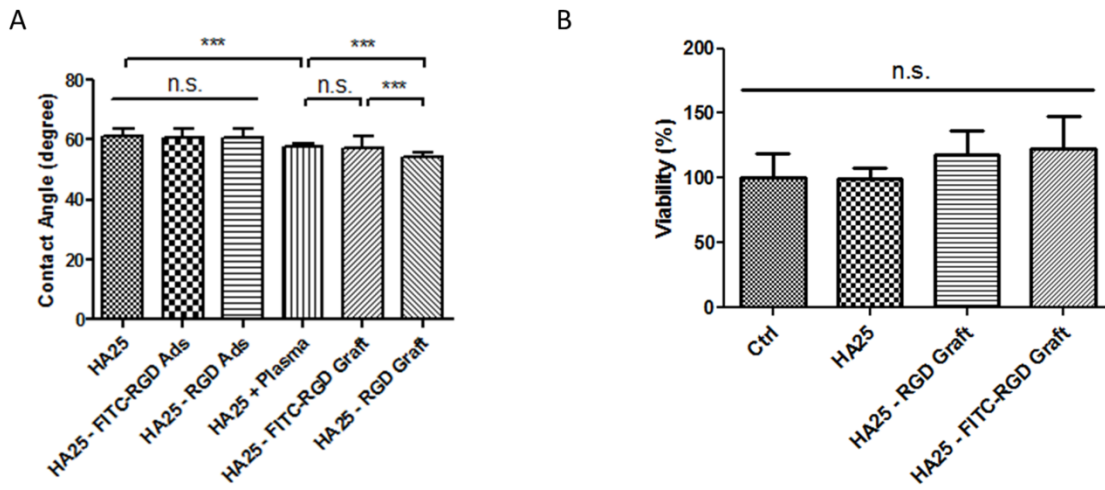 A
*** ***
n.s. n.s. ***
80
60
40
20
0
Contact Angle (degree)
HA25
HA25 - FITC-RGD Ads
HA25 - RGD Ads
HA25 + Plasma
HA25 - FITC-RGD Graft
HA25 - RGD Graft
B
n.s.
200
150
100
50
0
Viability (%)
Ctrl
HA25
HA25 - RGD Graft
HA25 - FITC-RGD Graft